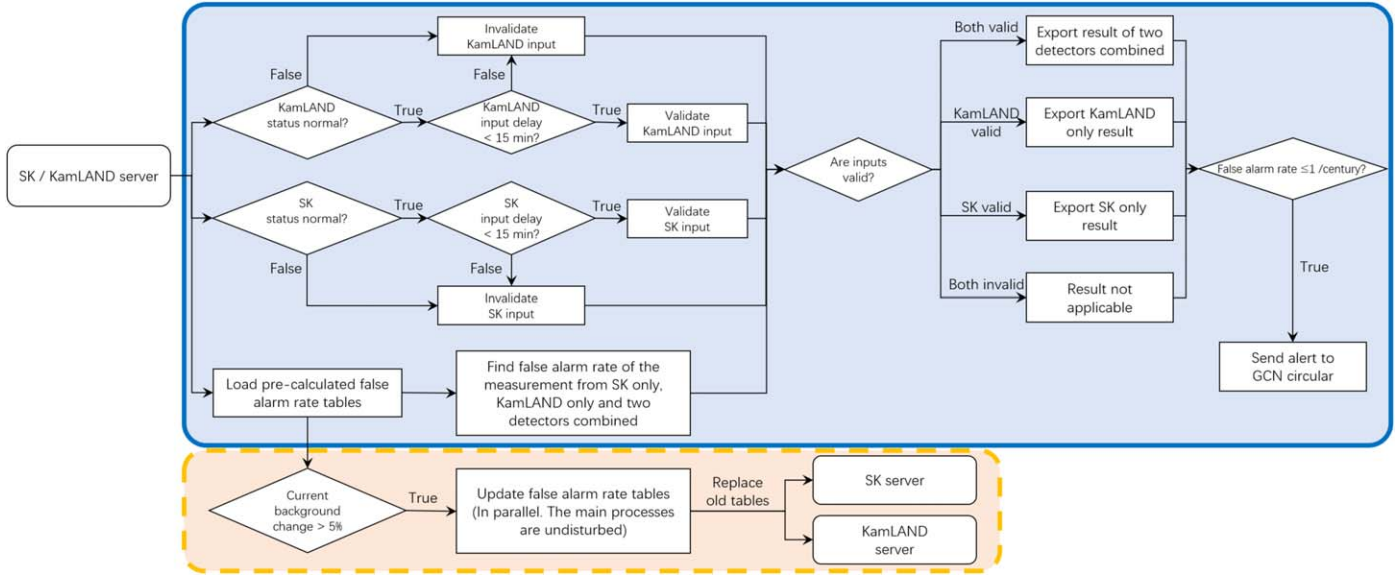 SK / KamLAND server
Invalidate
KamLAND input
False
False
KamLAND
status normal?
True
KamLAND
input delay
< 15 min?
True
Validate
KamLAND input
SK
status normal?
True
SK
input delay
< 15 min?
True
Validate
SK input
False
False
Invalidate
SK input
Load pre-calculated false
alarm rate tables
Find false alarm rate of the
measurement from SK only,
KamLAND only and two
detectors combined
Are inputs
valid?
Both valid
Export result of two
detectors combined
KamLAND
valid
Export KamLAND
only result
SK valid
Export SK only
result
Both invalid
Result not
applicable
False alarm rate ≤1 /century?
True
Send alert to
GCN circular
Current
background
change > 5%
True
Update false alarm rate tables
(In parallel. The main processes
are undisturbed)
Replace
old tables
SK server
KamLAND
server